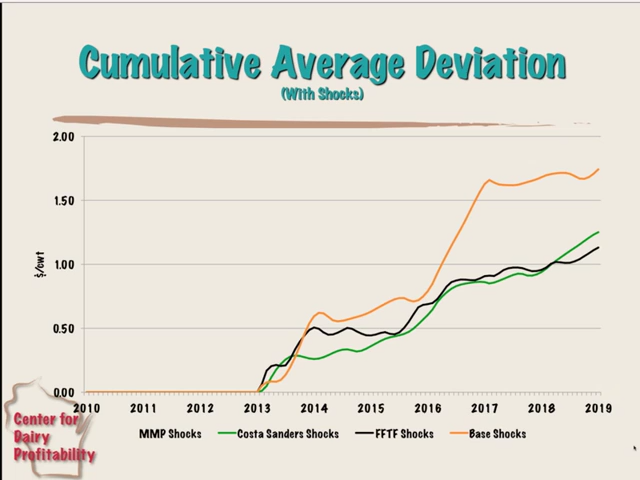 Cumulative Average Deviation
(With Shocks)
2.00
1.50
1.00
0.50
0.00
$/cwt
2010 2011 2012 2013 2014 2015 2016 2017 2018 2019
MMP Shocks Costa Sanders Shocks FFTF Shocks Base Shocks
Center for
Dairy
Profitability